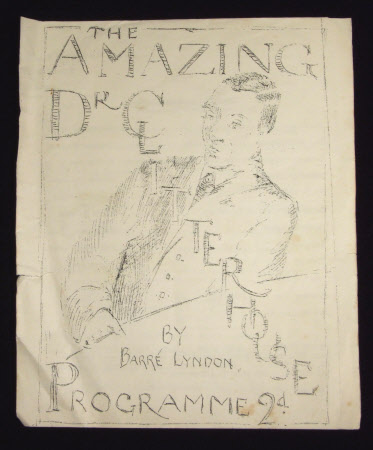 THE
AMAZING
DR CLITTERHOUSE
BY
BARRÉ LYNDON
PROGRAMME 2d.